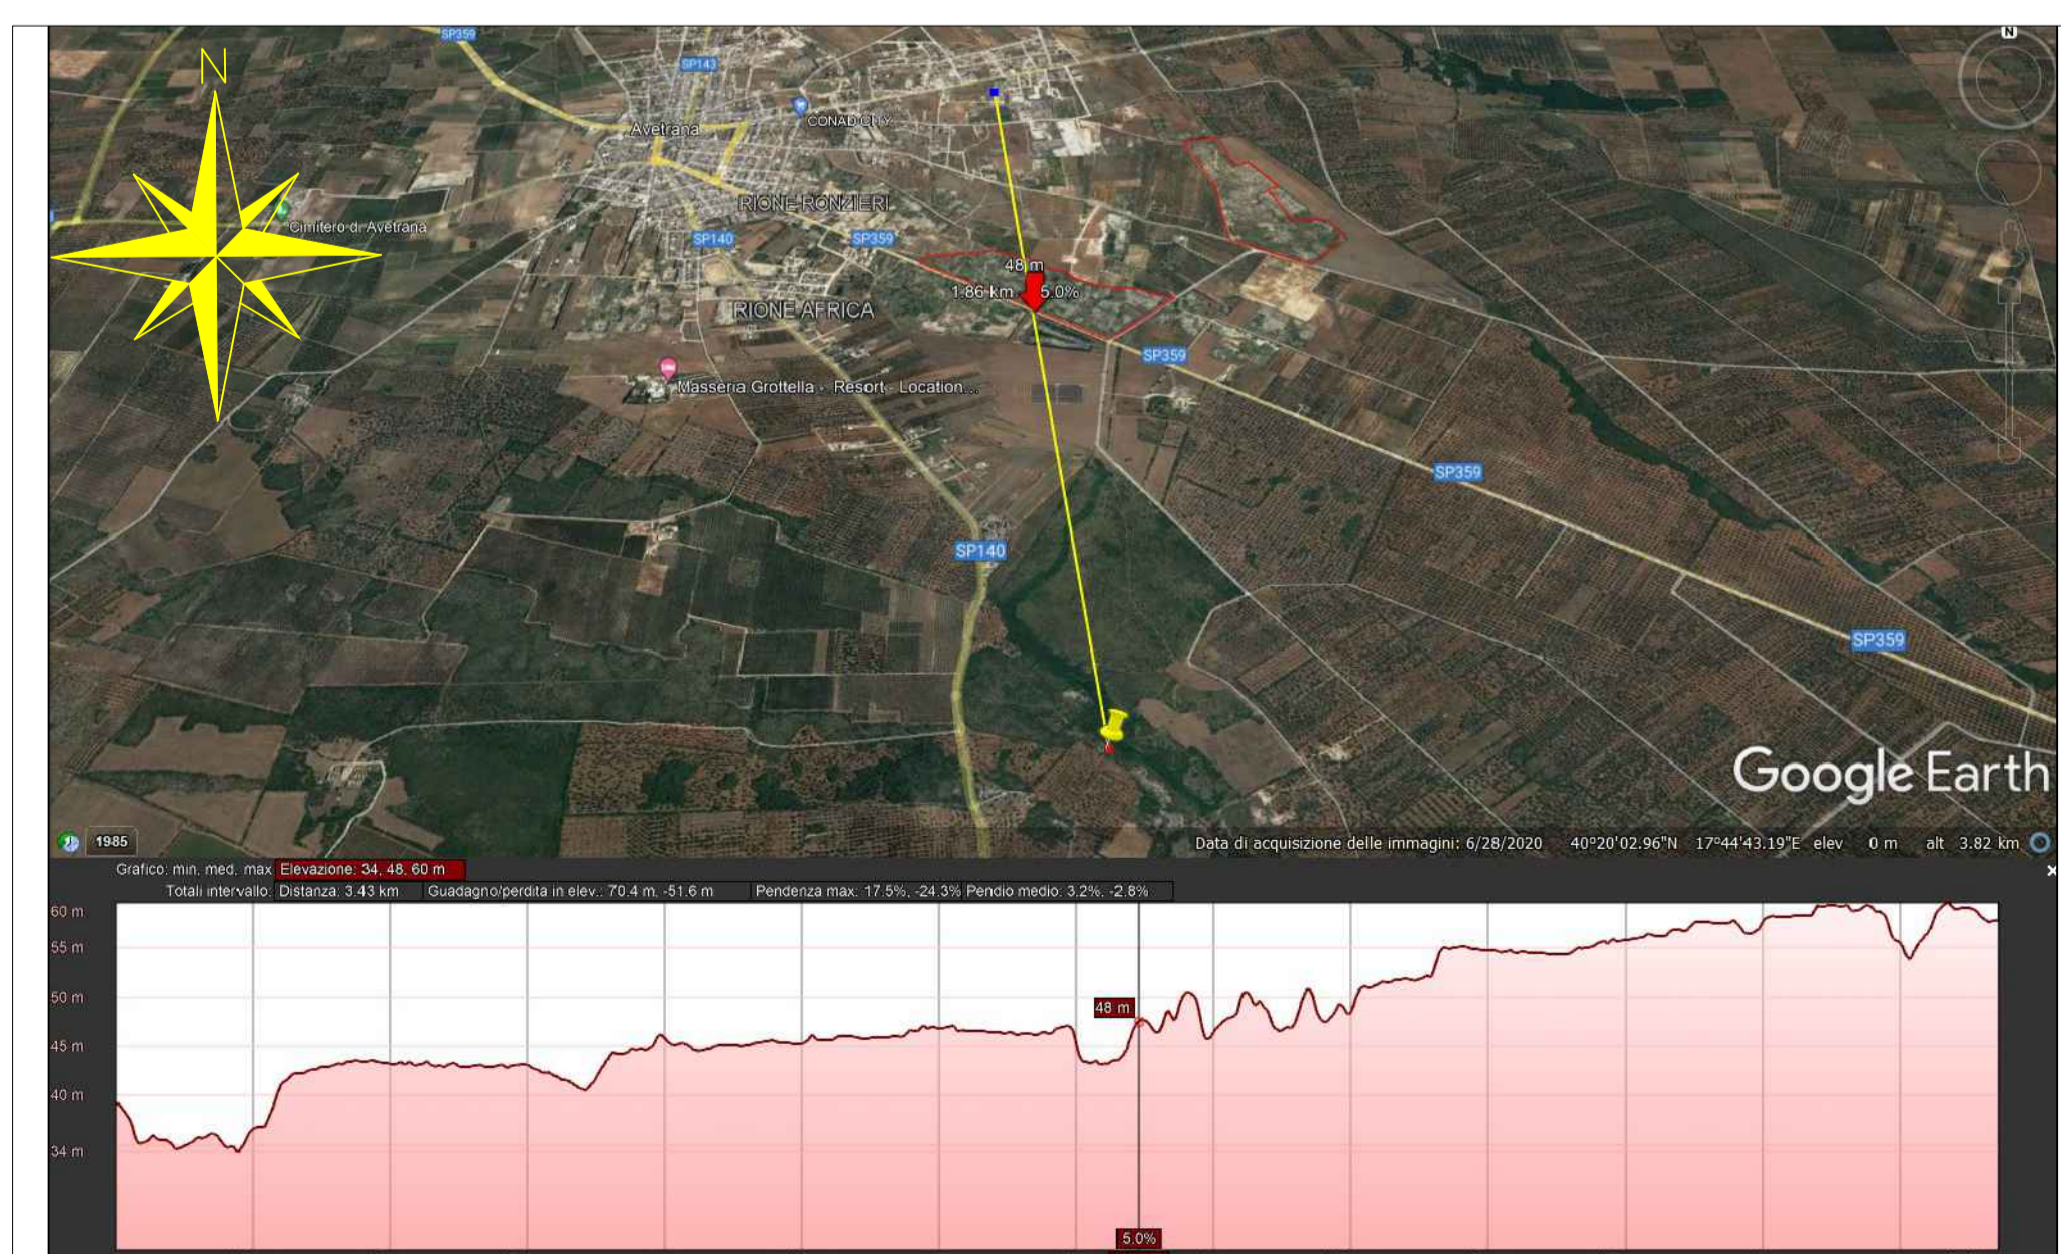 N
N
SP359
SP143
CONAD CITY
Avetrana
RIONE RONZIERI
Cimitero di Avetrana
SP140
SP359
48 m
1.86 km
5.0%
RIONE AFRICA
SP359
Masseria Grottella - Resort - Location...
SP359
SP140
SP359
Google Earth
1985
Data di acquisizione delle immagini: 6/28/2020 40°20'02.96"N 17°44'43.19"E elev 0 m alt 3.82 km
Grafico: min, med, max Elevazione: 34, 48, 60 m
Totali intervallo: Distanza: 3.43 km Guadagno/perdita in elev.: 70.4 m, -51.6 m Pendenza max: 17.5%, -24.3% Pendio medio: 3.2%, -2.8%
60 m
55 m
50 m
48 m
45 m
40 m
34 m
5.0%